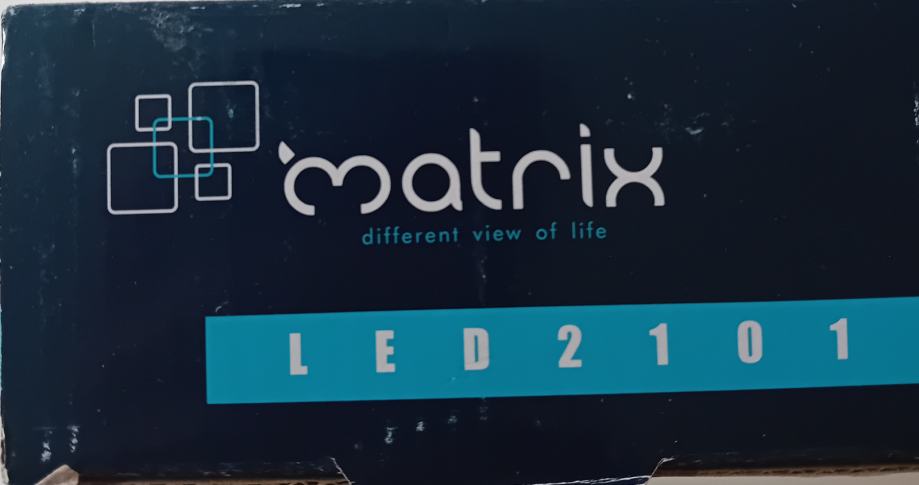 matrix
different view of life
LED2101